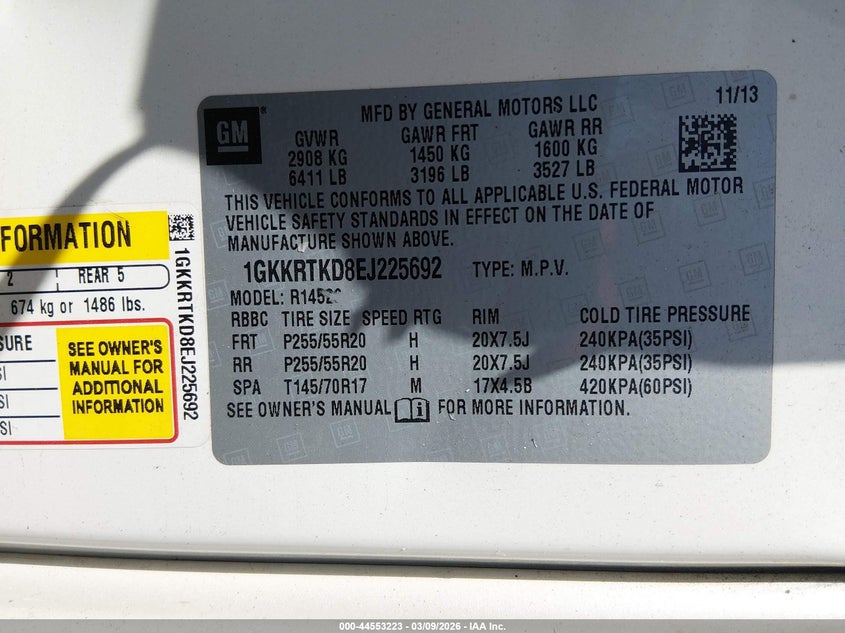 MFD BY GENERAL MOTORS LLC 11/13
GM
GVWR GAWR FRT GAWR RR
2908 KG 1450 KG 1600 KG
6411 LB 3196 LB 3527 LB
THIS VEHICLE CONFORMS TO ALL APPLICABLE U.S. FEDERAL MOTOR
VEHICLE SAFETY STANDARDS IN EFFECT ON THE DATE OF
MANUFACTURE SHOWN ABOVE.
1GKKRTKD8EJ225692 TYPE: M.P.V.
MODEL: R14526
RBBC TIRE SIZE SPEED RTG RIM COLD TIRE PRESSURE
FRT P255/55R20 H 20X7.5J 240KPA(35PSI)
RR P255/55R20 H 20X7.5J 240KPA(35PSI)
SPA T145/70R17 M 17X4.5B 420KPA(60PSI)
SEE OWNER'S MANUAL FOR MORE INFORMATION.
FORMATION
2 REAR 5
674 kg or 1486 lbs.
SURE
SI
SI
SI
SEE OWNER'S
MANUAL FOR
ADDITIONAL
INFORMATION
1GKKRTKD8EJ225692
000-44553223 — 03/09/2026 — IAA Inc.